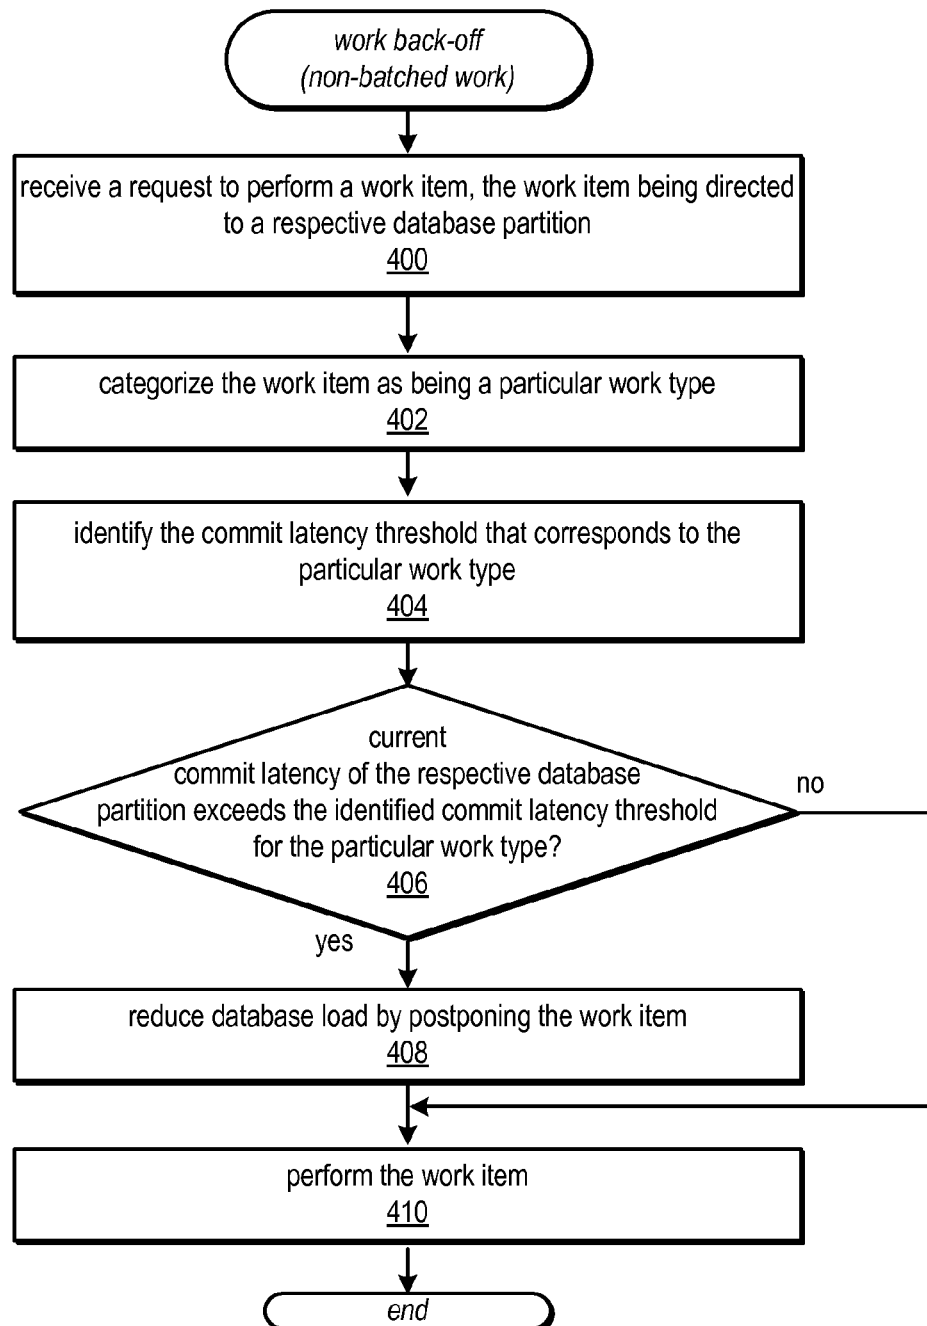 work back-off
(non-batched work)
receive a request to perform a work item, the work item being directed
to a respective database partition
400
categorize the work item as being a particular work type
402
identify the commit latency threshold that corresponds to the
particular work type
404
current
commit latency of the respective database
partition exceeds the identified commit latency threshold
for the particular work type?
406
no
yes
reduce database load by postponing the work item
408
perform the work item
410
end